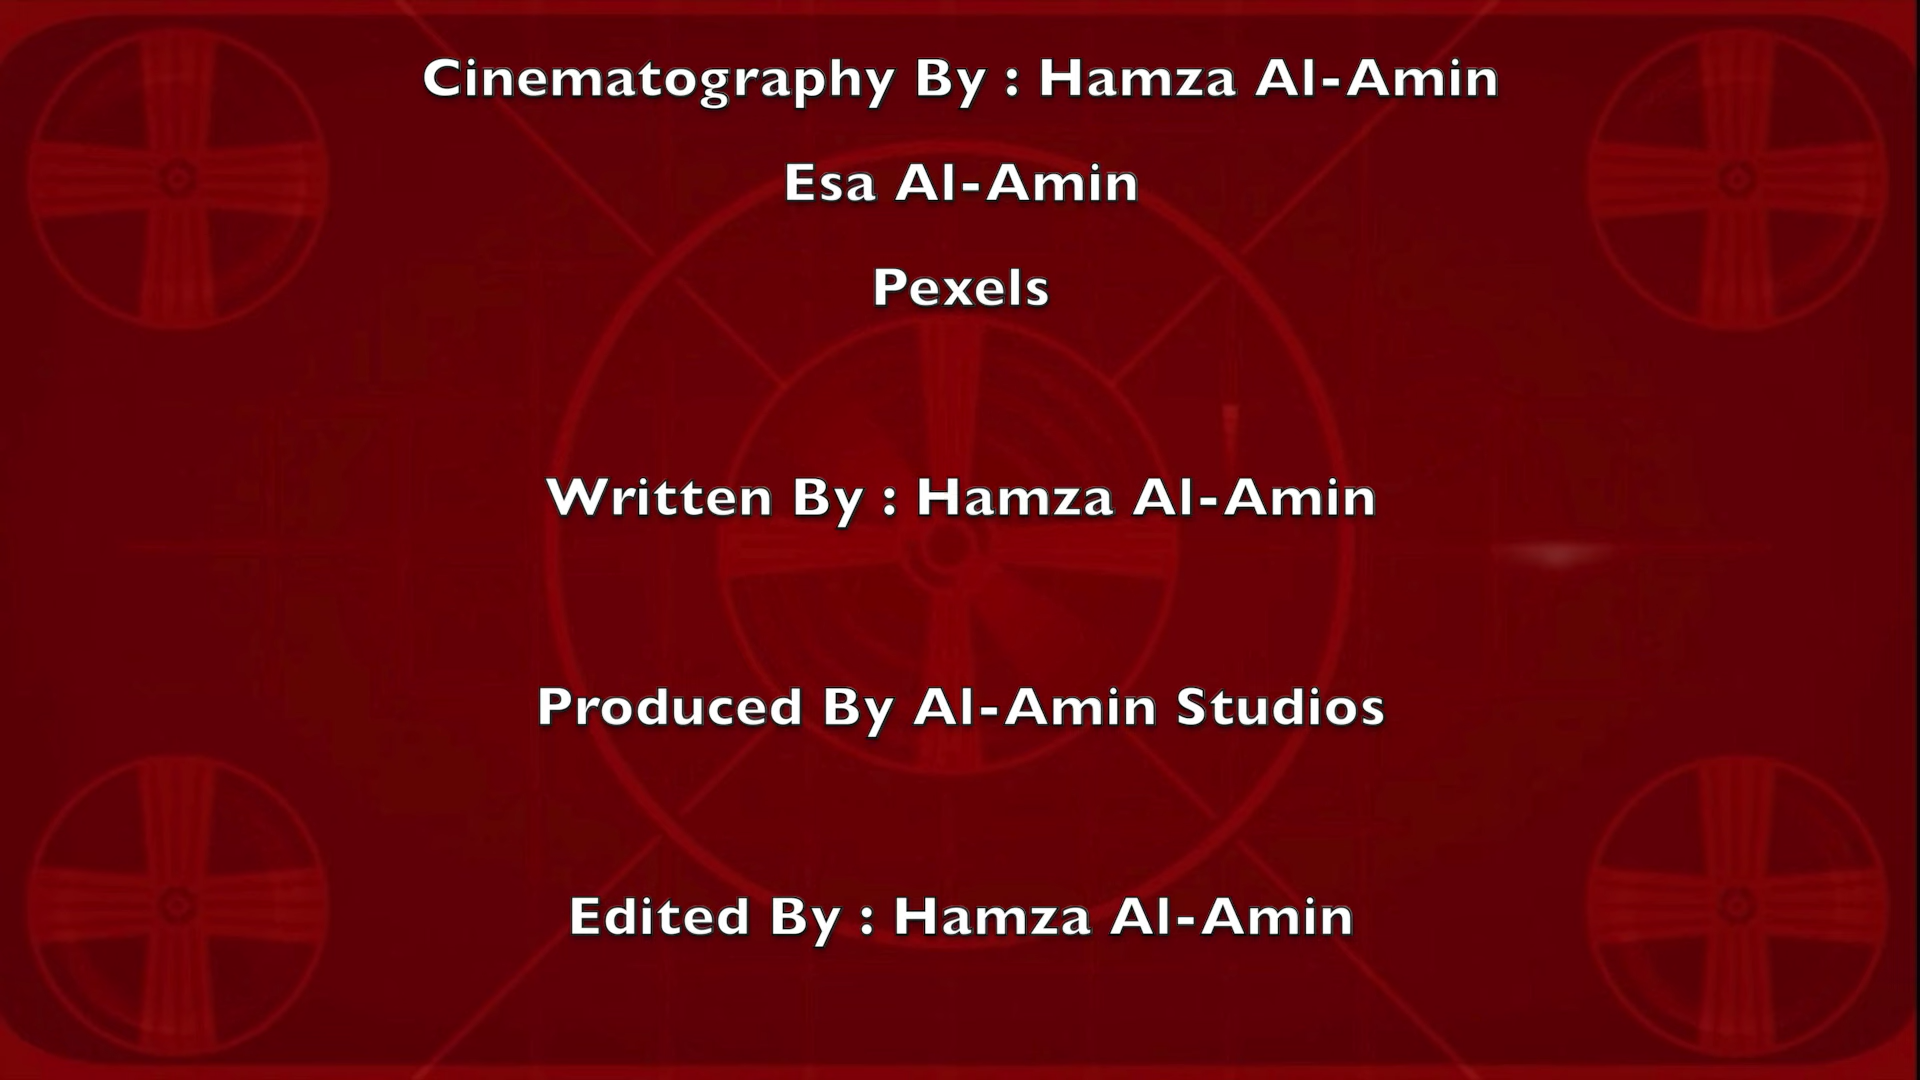 Cinematography By : Hamza Al-Amin
Esa Al-Amin
Pexels
Written By : Hamza Al-Amin
Produced By Al-Amin Studios
Edited By : Hamza Al-Amin